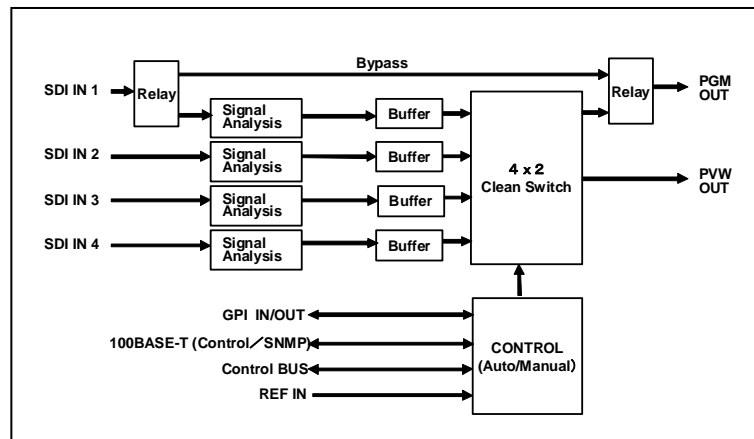 Bypass
SDI IN 1
Relay
Relay
PGM
OUT
Signal
Analysis
Buffer
SDI IN 2
Signal
Analysis
Buffer
4 x 2
Clean Switch
PVW
OUT
SDI IN 3
Signal
Analysis
Buffer
SDI IN 4
Signal
Analysis
Buffer
GPI IN/OUT
100BASE-T (Control／SNMP)
Control BUS
REF IN
CONTROL
(Auto/Manual)